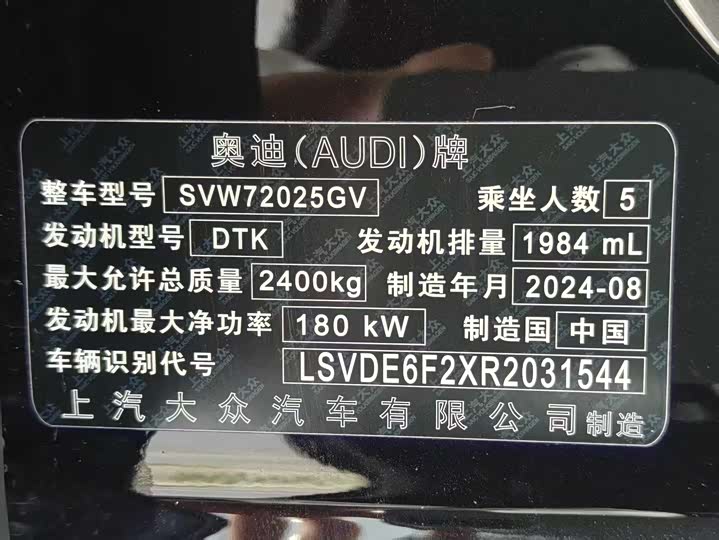 奥迪(AUDI)牌
整车型号 SVW72025GV 乘坐人数 5
发动机型号 DTK 发动机排量 1984 mL
最大允许总质量 2400kg 制造年月 2024-08
发动机最大净功率 180 kW 制造国 中国
车辆识别代号 LSVDE6F2XR2031544
上汽大众汽车有限公司制造